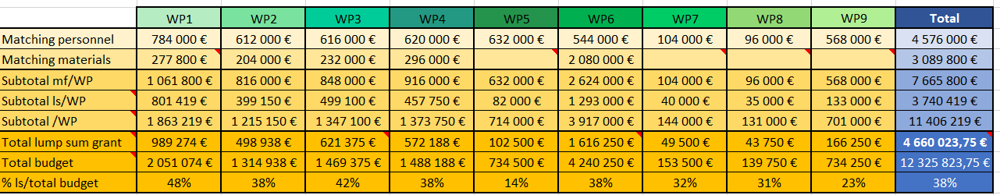 WP1 WP2 WP3 WP4 WP5 WP6 WP7 WP8 WP9 Total
Matching personnel 784 000 € 612 000 € 616 000 € 620 000 € 632 000 € 544 000 € 104 000 € 96 000 € 568 000 € 4 576 000 €
Matching materials 277 800 € 204 000 € 232 000 € 296 000 € 2 080 000 € 3 089 800 €
Subtotal mf/WP 1 061 800 € 816 000 € 848 000 € 916 000 € 632 000 € 2 624 000 € 104 000 € 96 000 € 568 000 € 7 665 800 €
Subtotal ls/WP 801 419 € 399 150 € 499 100 € 457 750 € 82 000 € 1 293 000 € 40 000 € 35 000 € 133 000 € 3 740 419 €
Subtotal /WP 1 863 219 € 1 215 150 € 1 347 100 € 1 373 750 € 714 000 € 3 917 000 € 144 000 € 131 000 € 701 000 € 11 406 219 €
Total lump sum grant 989 274 € 498 938 € 621 375 € 572 188 € 102 500 € 1 616 250 € 49 500 € 43 750 € 166 250 € 4 660 023,75 €
Total budget 2 051 074 € 1 314 938 € 1 469 375 € 1 488 188 € 734 500 € 4 240 250 € 153 500 € 139 750 € 734 250 € 12 325 823,75 €
% ls/total budget 48% 38% 42% 38% 14% 38% 32% 31% 23% 38%